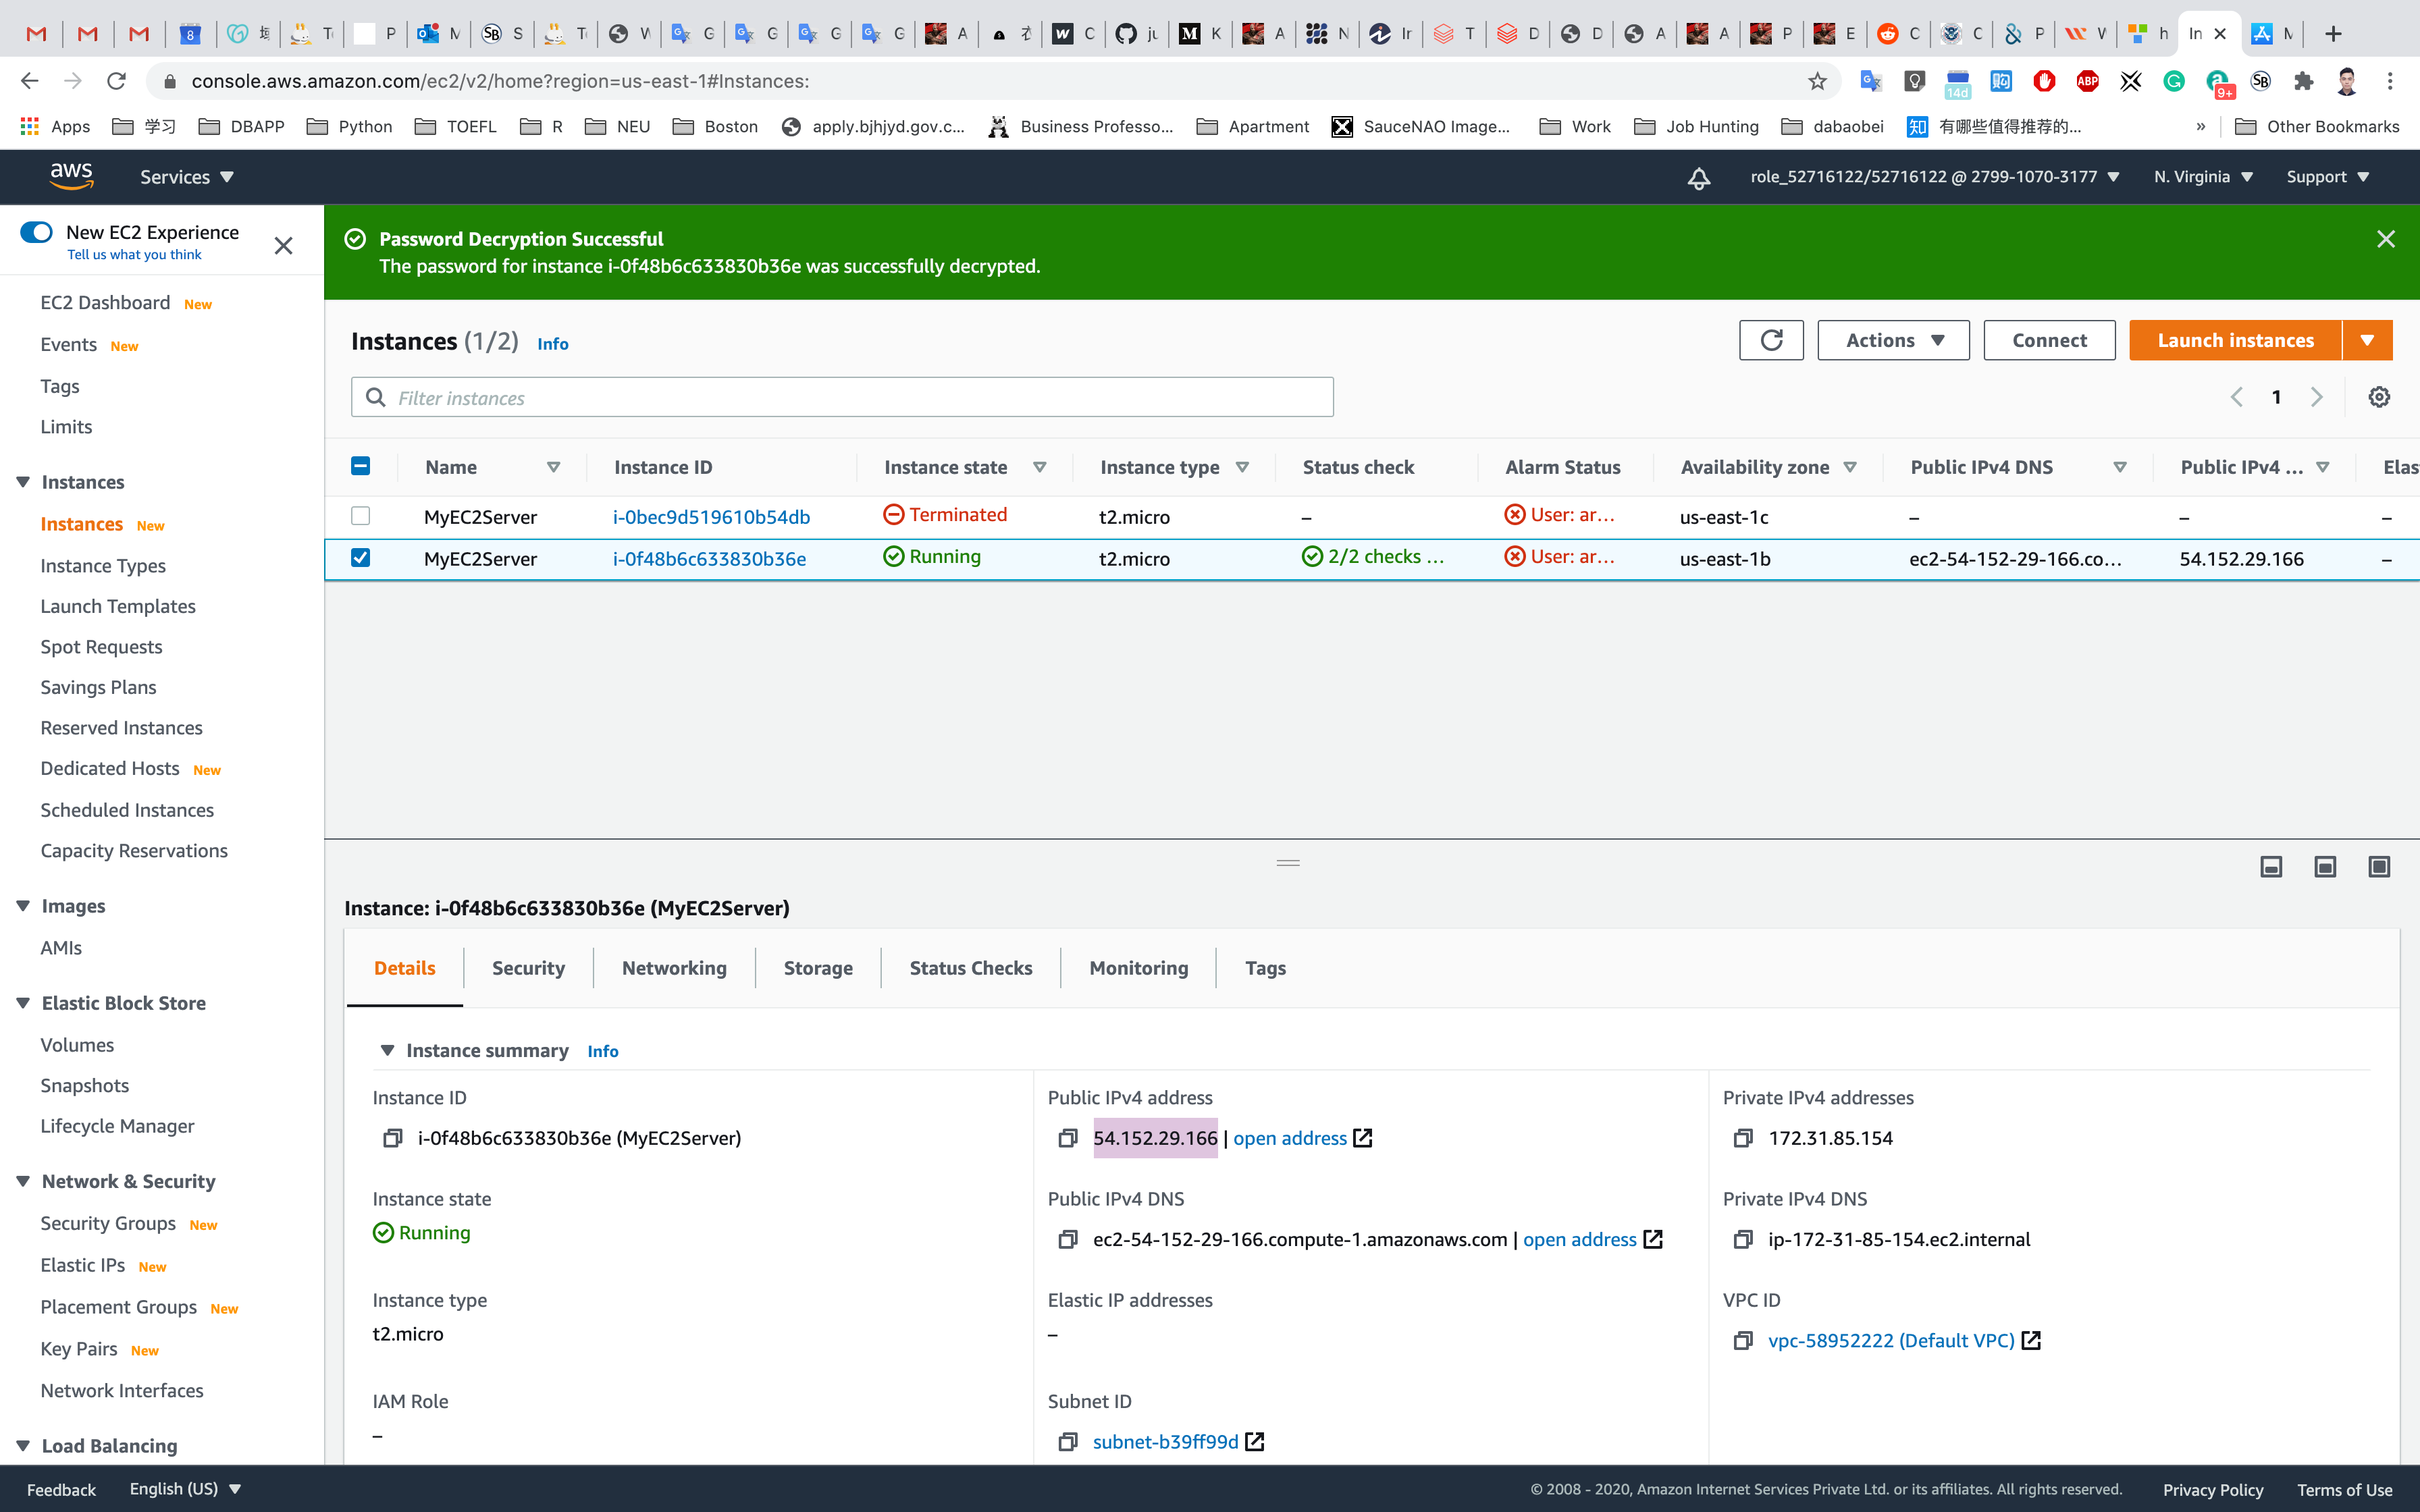 console.aws.amazon.com/ec2/v2/home?region=us-east-1#Instances:
Apps 学习 DBAPP Python TOEFL R NEU Boston apply.bjhjyd.gov.c... Business Professo... Apartment SauceNAO Image... Work Job Hunting dabaobei 有哪些值得推荐的... » Other Bookmarks
aws Services role_52716122/52716122 @ 2799-1070-3177 N. Virginia Support
New EC2 Experience
Tell us what you think
EC2 Dashboard New
Events New
Tags
Limits
Instances
Instances New
Instance Types
Launch Templates
Spot Requests
Savings Plans
Reserved Instances
Dedicated Hosts New
Scheduled Instances
Capacity Reservations
Images
AMIs
Elastic Block Store
Volumes
Snapshots
Lifecycle Manager
Network & Security
Security Groups New
Elastic IPs New
Placement Groups New
Key Pairs New
Network Interfaces
Load Balancing
Password Decryption Successful
The password for instance i-0f48b6c633830b36e was successfully decrypted.
Instances (1/2) Info
Actions Connect Launch instances
Filter instances
1
Name Instance ID Instance state Instance type Status check Alarm Status Availability zone Public IPv4 DNS Public IPv4 ... Elas
MyEC2Server i-0bec9d519610b54db Terminated t2.micro – User: ar... us-east-1c – – –
MyEC2Server i-0f48b6c633830b36e Running t2.micro 2/2 checks ... User: ar... us-east-1b ec2-54-152-29-166.co... 54.152.29.166 –
Instance: i-0f48b6c633830b36e (MyEC2Server)
Details Security Networking Storage Status Checks Monitoring Tags
Instance summary Info
Instance ID
i-0f48b6c633830b36e (MyEC2Server)
Public IPv4 address
54.152.29.166 | open address
Private IPv4 addresses
172.31.85.154
Instance state
Running
Public IPv4 DNS
ec2-54-152-29-166.compute-1.amazonaws.com | open address
Private IPv4 DNS
ip-172-31-85-154.ec2.internal
Instance type
t2.micro
Elastic IP addresses
–
VPC ID
vpc-58952222 (Default VPC)
IAM Role
–
Subnet ID
subnet-b39ff99d
Feedback English (US) © 2008 - 2020, Amazon Internet Services Private Ltd. or its affiliates. All rights reserved. Privacy Policy Terms of Use